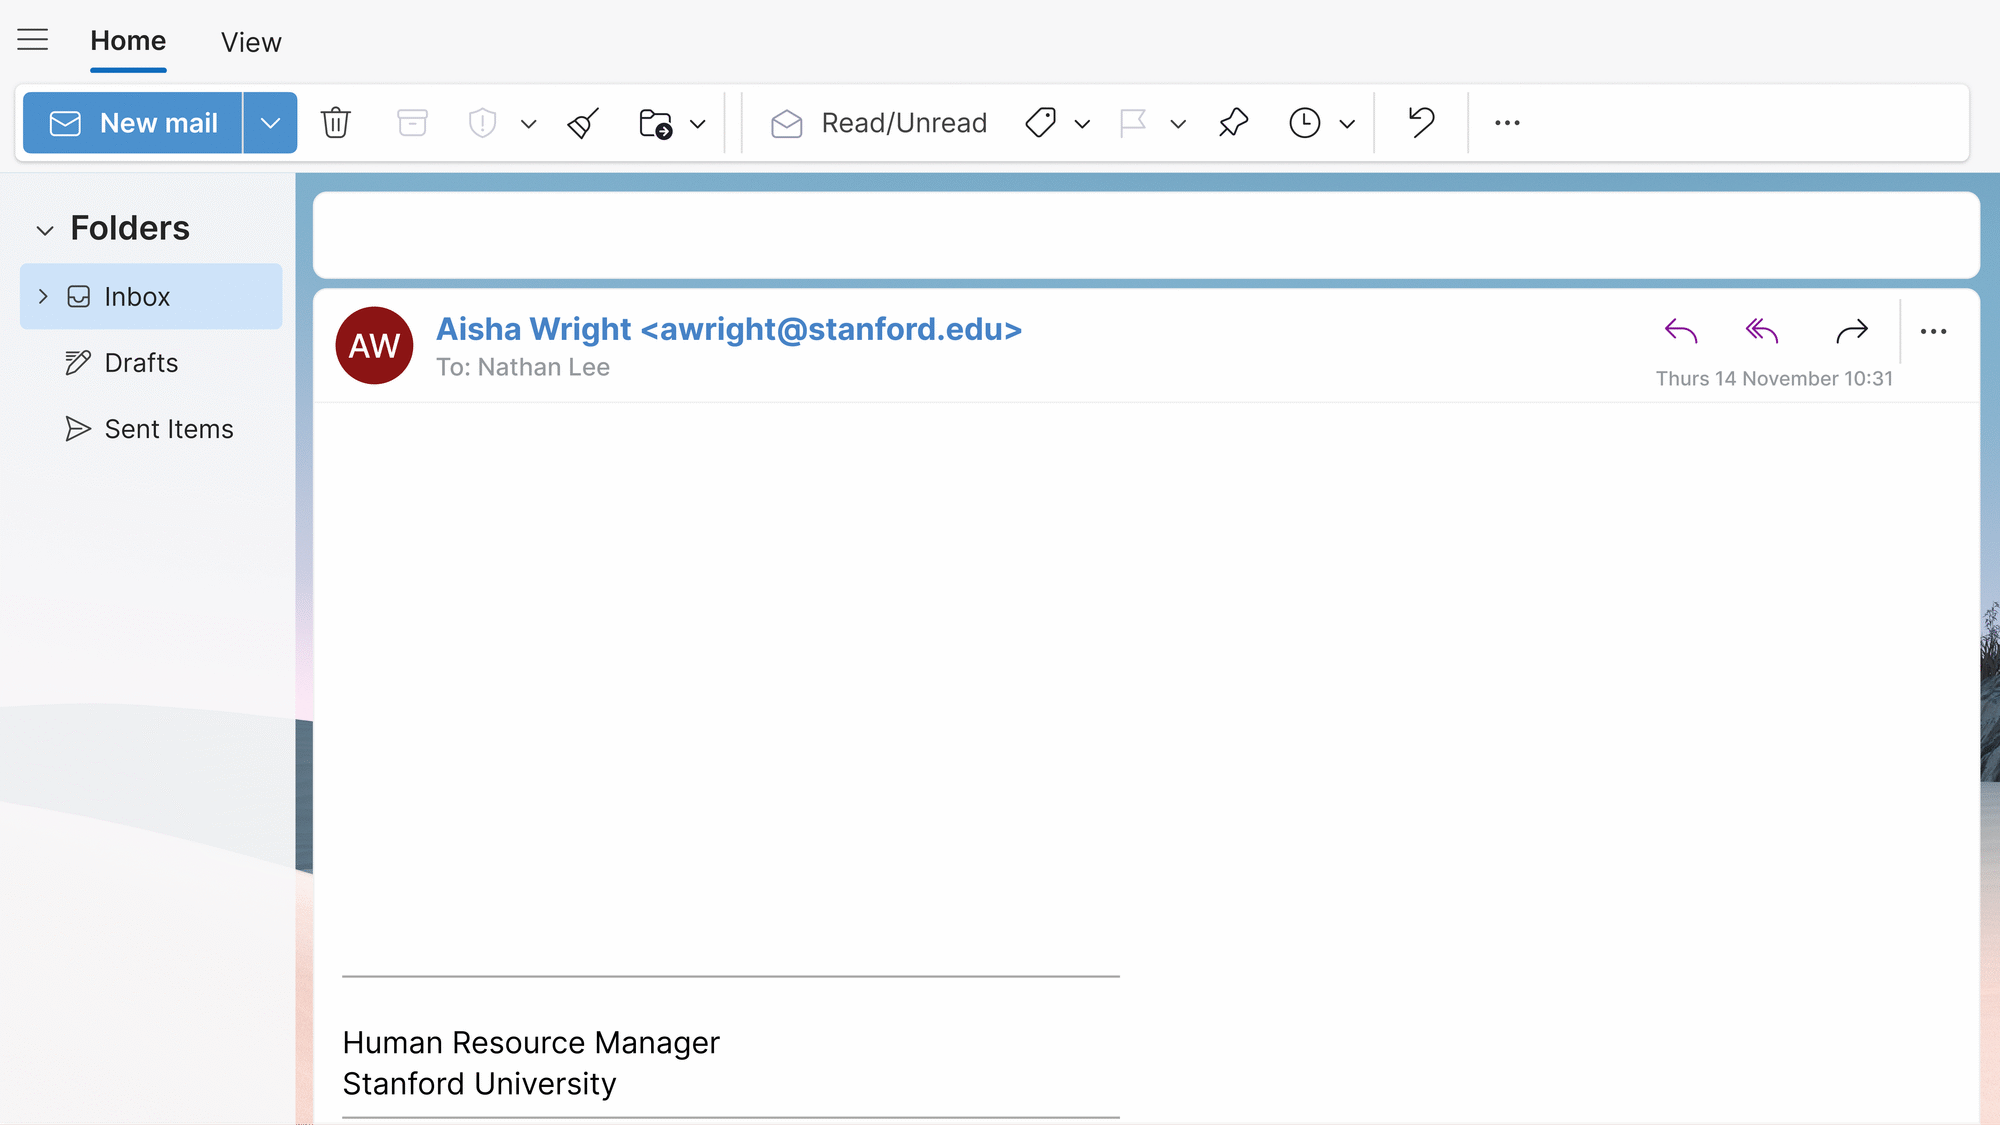 Home View
New mail Read/Unread
Folders
Inbox
Drafts
Sent Items
AW
Aisha Wright <awright@stanford.edu>
To: Nathan Lee
Thurs 14 November 10:31
Human Resource Manager
Stanford University